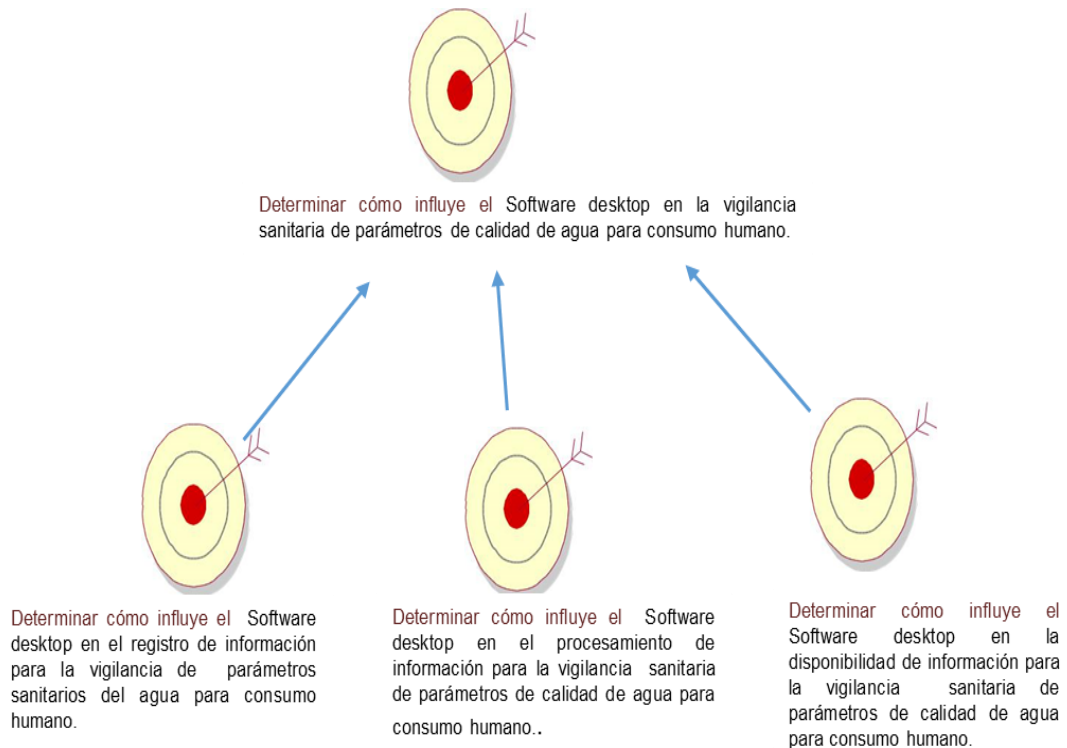 Determinar cómo influye el Software desktop en la vigilancia
sanitaria de parámetros de calidad de agua para consumo humano.
Determinar cómo influye el Software
desktop en el registro de información
para la vigilancia de parámetros
sanitarios del agua para consumo
humano.
Determinar cómo influye el Software
desktop en el procesamiento de
información para la vigilancia sanitaria
de parámetros de calidad de agua para
consumo humano..
Determinar cómo influye el
Software desktop en la
disponibilidad de información para
la vigilancia sanitaria de
parámetros de calidad de agua
para consumo humano.